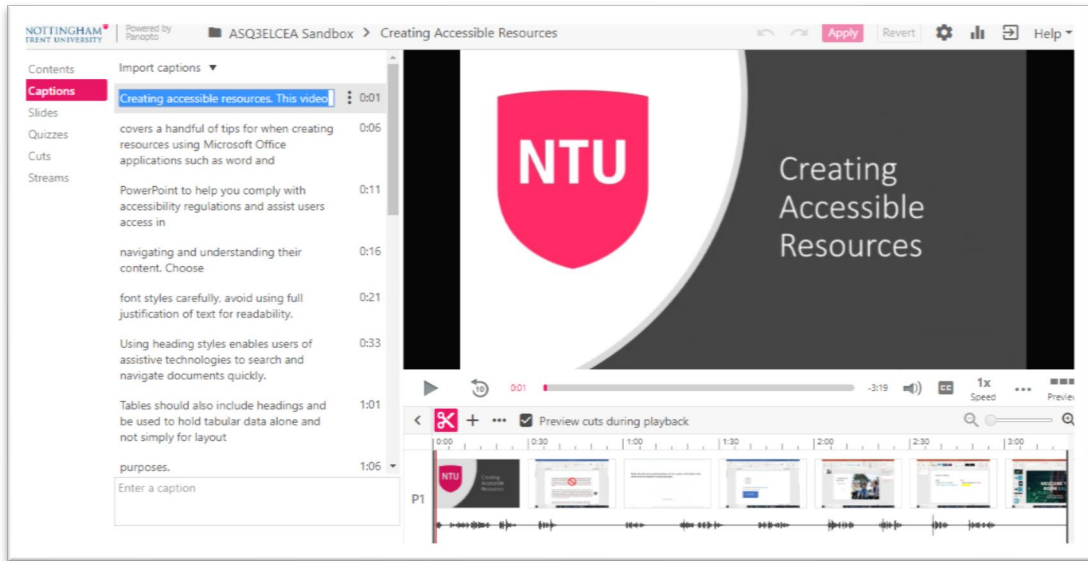 NOTTINGHAM
TRENT UNIVERSITY
Powered by
Panopto
ASQ3ELCEA Sandbox > Creating Accessible Resources
Apply
Revert
Help
Contents
Captions
Slides
Quizzes
Cuts
Streams
Import captions
Creating accessible resources. This video 0:01
covers a handful of tips for when creating 0:06
resources using Microsoft Office
applications such as word and
PowerPoint to help you comply with 0:11
accessibility regulations and assist users
access in
navigating and understanding their 0:16
content. Choose
font styles carefully, avoid using full 0:21
justification of text for readability.
Using heading styles enables users of 0:33
assistive technologies to search and
navigate documents quickly.
Tables should also include headings and 1:01
be used to hold tabular data alone and
not simply for layout
purposes. 1:06
Enter a caption
NTU
Creating
Accessible
Resources
10
0:01
-3:19
CC
1x
Speed
Preview cuts during playback
0:00 0:30 1:00 1:30 2:00 2:30 3:00
P1
NTU
Creating
Accessible
Resources